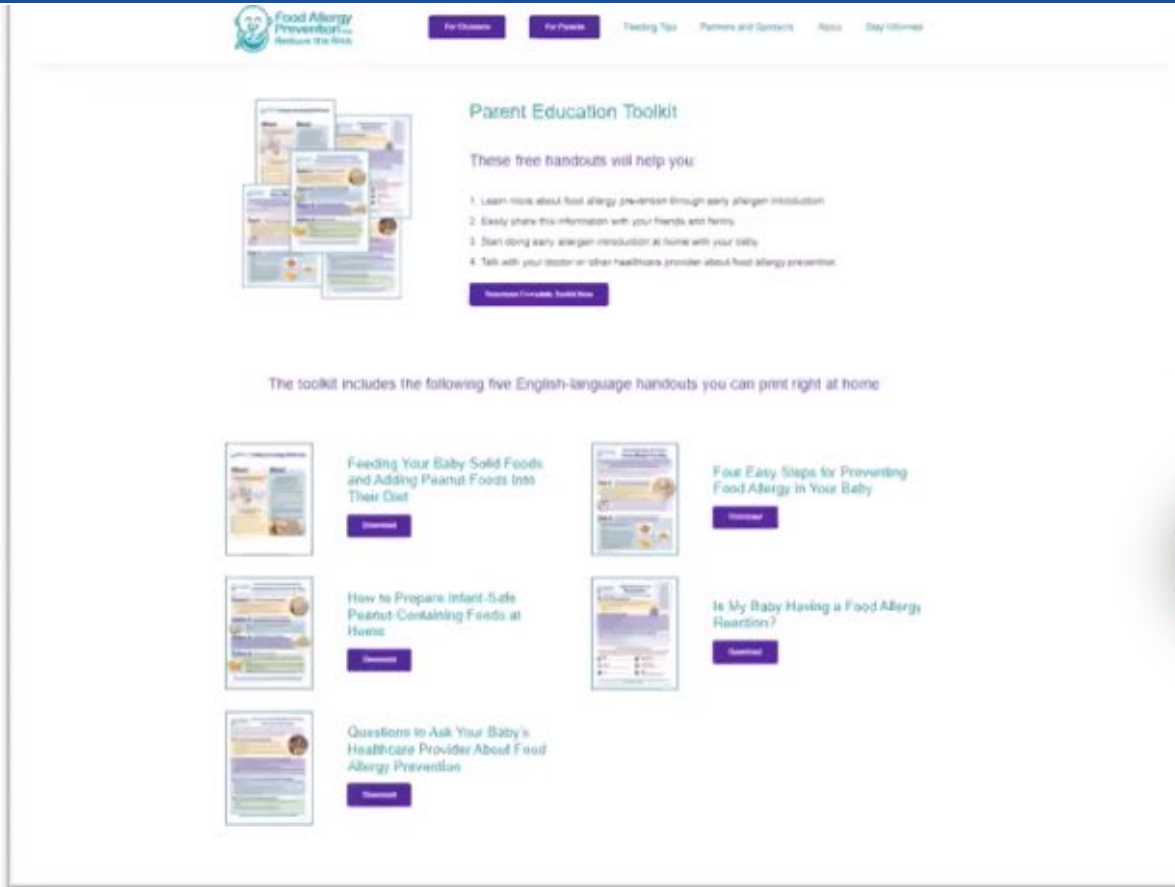 Food Allergy
Prevention
Reduce the Risk
For Clinicians
For Parents
Feeding Tips
Partners and Sponsors
About
Stay Informed
Parent Education Toolkit
These free handouts will help you:
1. Learn more about food allergy prevention through early allergen introduction
2. Easily share this information with your friends and family
3. Start doing early allergen introduction at home with your baby
4. Talk with your doctor or other healthcare provider about food allergy prevention
Download Complete Toolkit Now
The toolkit includes the following five English-language handouts you can print right at home
Feeding Your Baby Solid Foods
and Adding Peanut Foods Into
Their Diet
Download
Four Easy Steps for Preventing
Food Allergy in Your Baby
Download
How to Prepare Infant-Safe
Peanut-Containing Foods at
Home
Download
Is My Baby Having a Food Allergy
Reaction?
Download
Questions to Ask Your Baby's
Healthcare Provider About Food
Allergy Prevention
Download